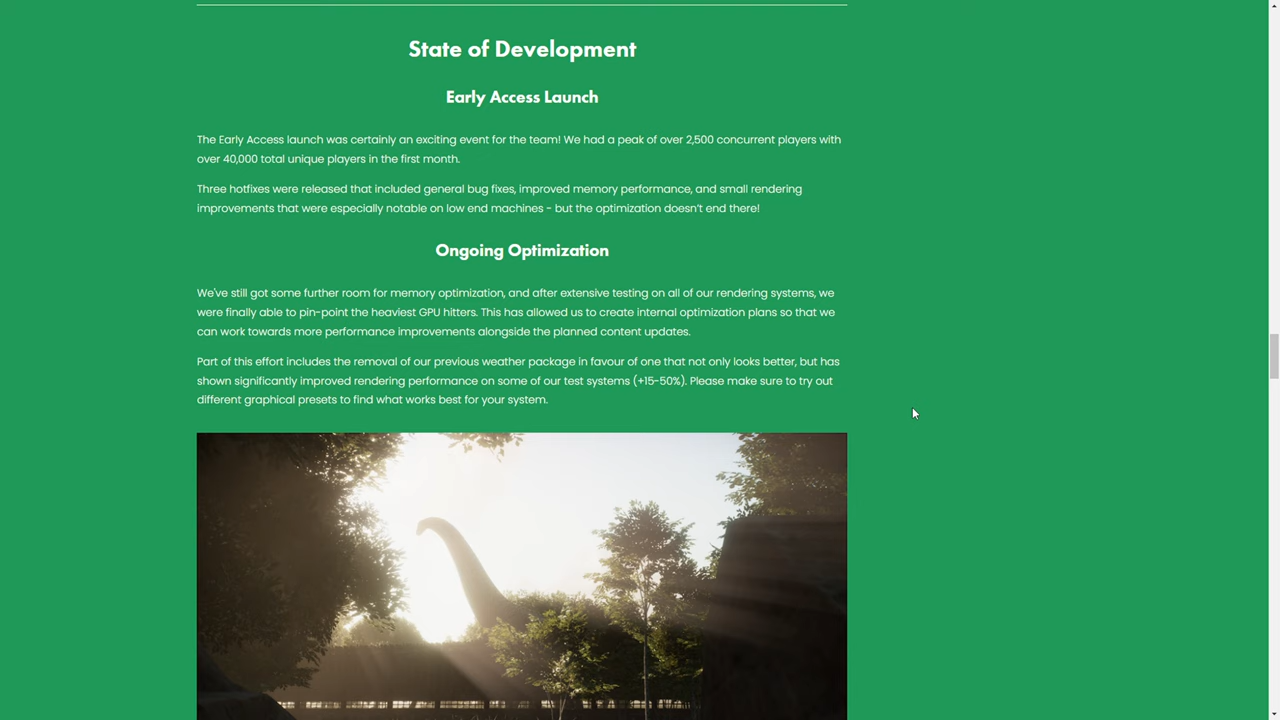 State of Development
Early Access Launch
The Early Access launch was certainly an exciting event for the team! We had a peak of over 2,500 concurrent players with
over 40,000 total unique players in the first month.
Three hotfixes were released that included general bug fixes, improved memory performance, and small rendering
improvements that were especially notable on low end machines - but the optimization doesn't end there!
Ongoing Optimization
We've still got some further room for memory optimization, and after extensive testing on all of our rendering systems, we
were finally able to pin-point the heaviest GPU hitters. This has allowed us to create internal optimization plans so that we
can work towards more performance improvements alongside the planned content updates.
Part of this effort includes the removal of our previous weather package in favour of one that not only looks better, but has
shown significantly improved rendering performance on some of our test systems (+15-50%). Please make sure to try out
different graphical presets to find what works best for your system.